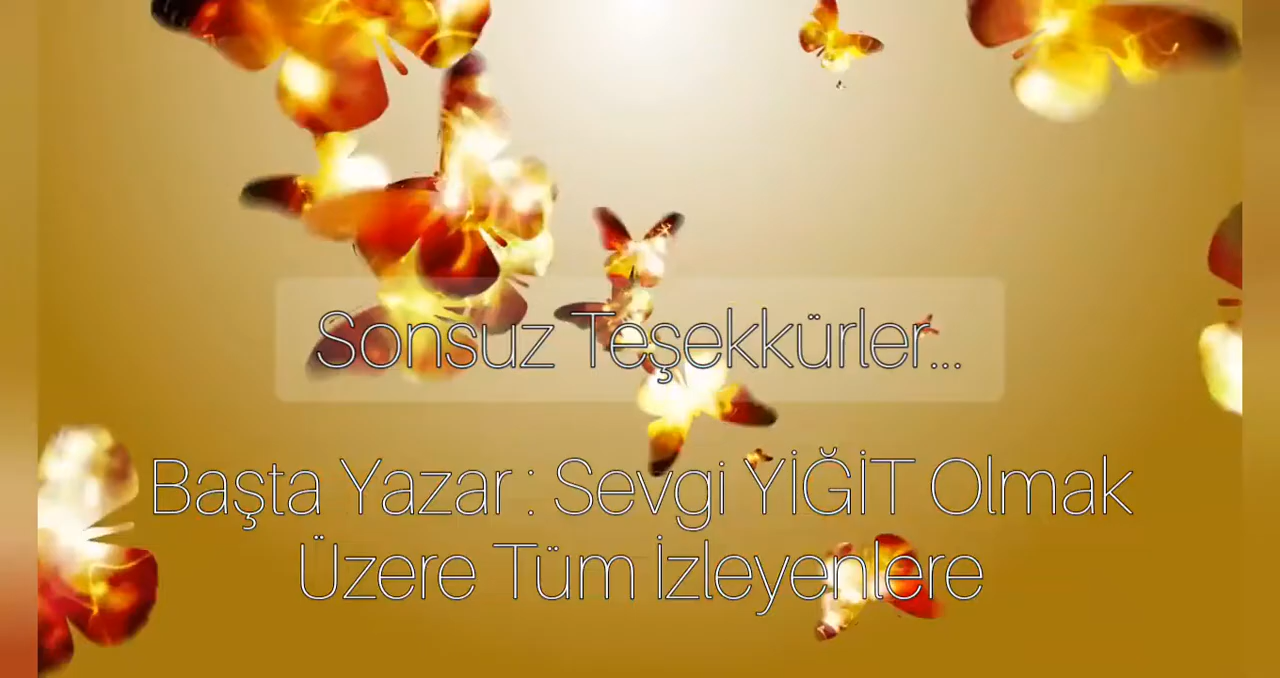 Sonsuz Teşekkürler...
Başta Yazar : Sevgi YİĞİT Olmak
Üzere Tüm İzleyenlere